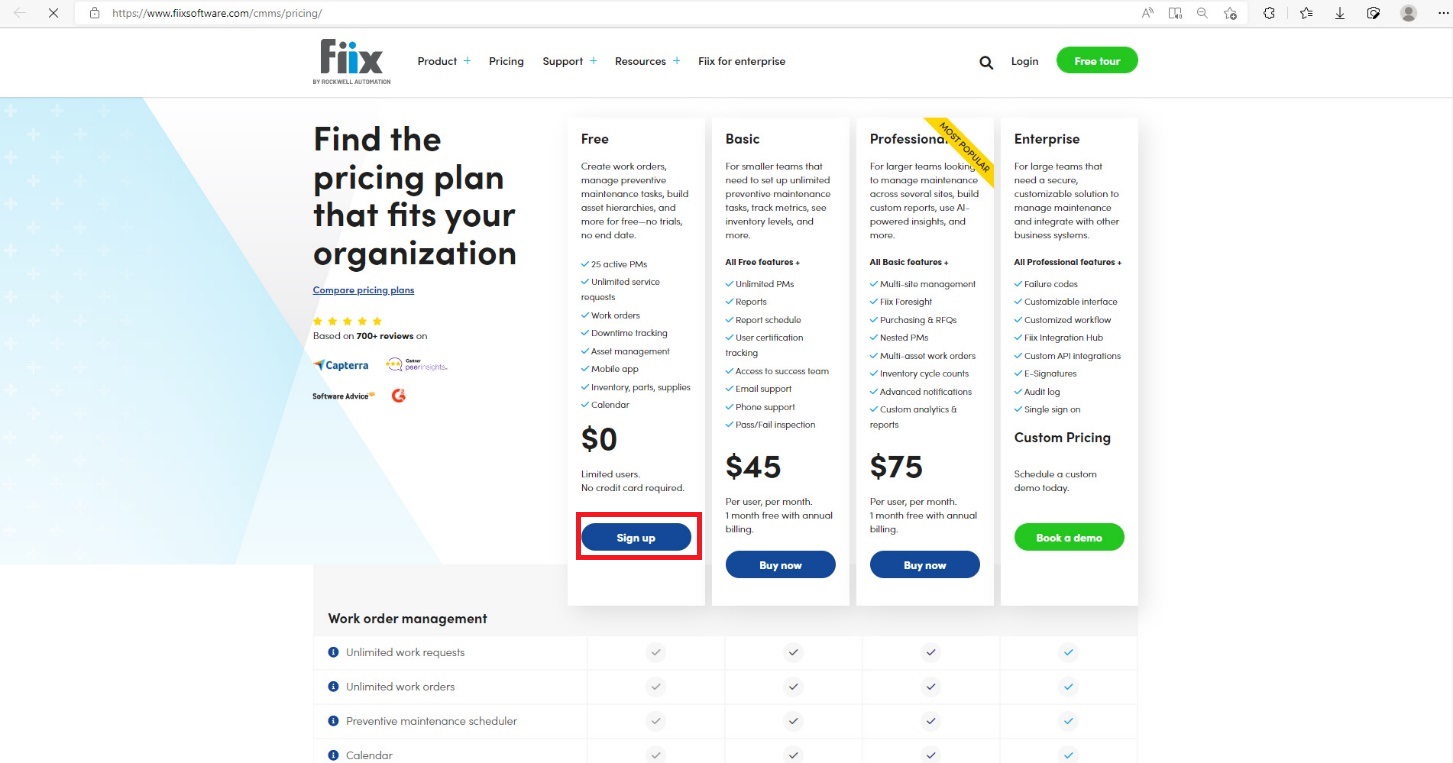 https://www.fiixsoftware.com/cmms/pricing/
fiix
BY ROCKWELL AUTOMATION
Product +
Pricing
Support +
Resources +
Fiix for enterprise
Login
Free tour
Find the
pricing plan
that fits your
organization
Compare pricing plans
Based on 700+ reviews on
Capterra
Gartner
peerinsights
Software Advice
G
Free
Create work orders,
manage preventive
maintenance tasks, build
asset hierarchies, and
more for free—no trials,
no end date.
25 active PMs
Unlimited service
requests
Work orders
Downtime tracking
Asset management
Mobile app
Inventory, parts, supplies
Calendar
$0
Limited users.
No credit card required.
Sign up
Basic
For smaller teams that
need to set up unlimited
preventive maintenance
tasks, track metrics, see
inventory levels, and
more.
All Free features +
Unlimited PMs
Reports
Report schedule
User certification
tracking
Access to success team
Email support
Phone support
Pass/Fail inspection
$45
Per user, per month.
1 month free with annual
billing.
Buy now
Professional
MOST POPULAR
For larger teams looking
to manage maintenance
across several sites, build
custom reports, use AI-
powered insights, and
more.
All Basic features +
Multi-site management
Fiix Foresight
Purchasing & RFQs
Nested PMs
Multi-asset work orders
Inventory cycle counts
Advanced notifications
Custom analytics &
reports
$75
Per user, per month.
1 month free with annual
billing.
Buy now
Enterprise
For large teams that
need a secure,
customizable solution to
manage maintenance
and integrate with other
business systems.
All Professional features +
Failure codes
Customizable interface
Customized workflow
Fiix Integration Hub
Custom API integrations
E-Signatures
Audit log
Single sign on
Custom Pricing
Schedule a custom
demo today.
Book a demo
Work order management
Unlimited work requests
Unlimited work orders
Preventive maintenance scheduler
Calendar